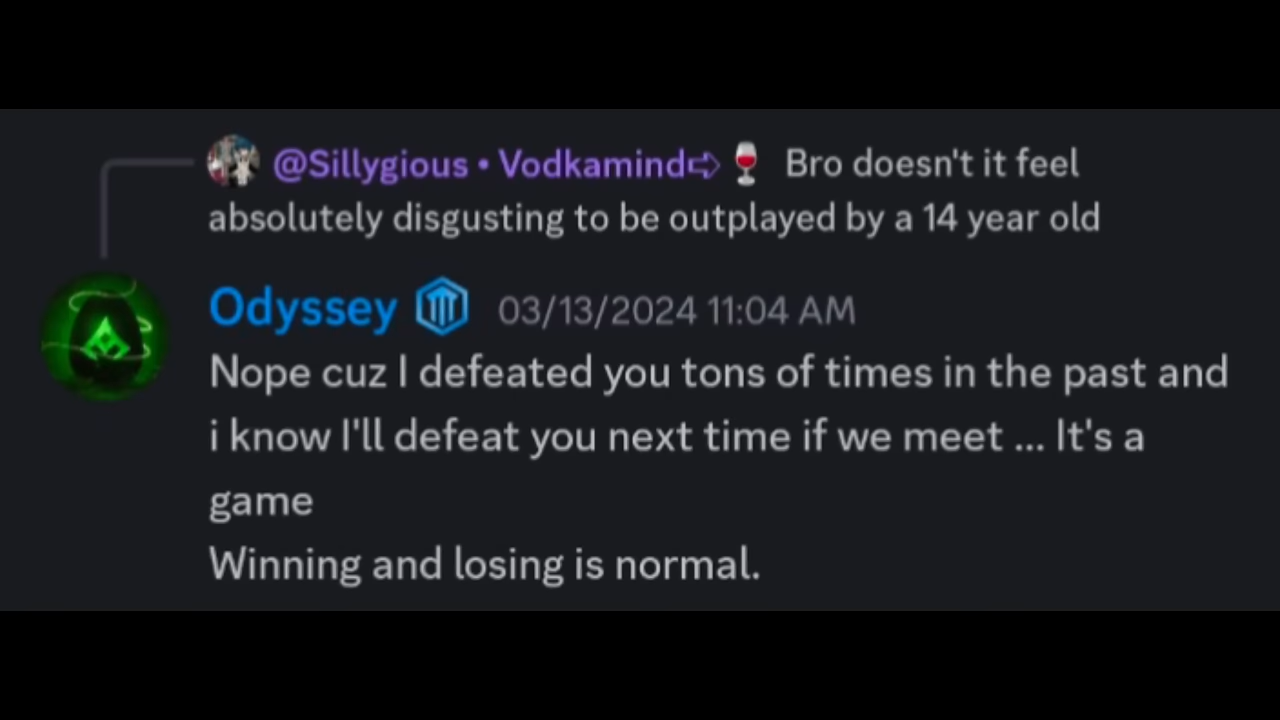 @Sillygious • Vodkamind➪🍷 Bro doesn't it feel
absolutely disgusting to be outplayed by a 14 year old
Odyssey 03/13/2024 11:04 AM
Nope cuz I defeated you tons of times in the past and
i know I'll defeat you next time if we meet ... It's a
game
Winning and losing is normal.